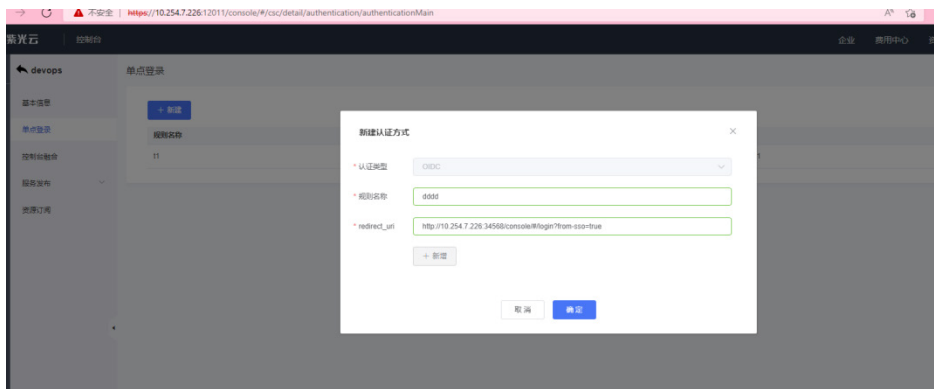 不安全 | https://10.254.7.226:12011/console/#/csc/detail/authentication/authenticationMain
紫光云 控制台 企业 费用中心
devops 单点登录
基本信息
+ 新建
单点登录
规则名称
控制台融合
t1
服务发布
资源订阅
新建认证方式
* 认证类型 OIDC
* 规则名称 dddd
* redirect_uri http://10.254.7.226:34568/console/#/login?from-sso=true
+ 新增
取消 确定